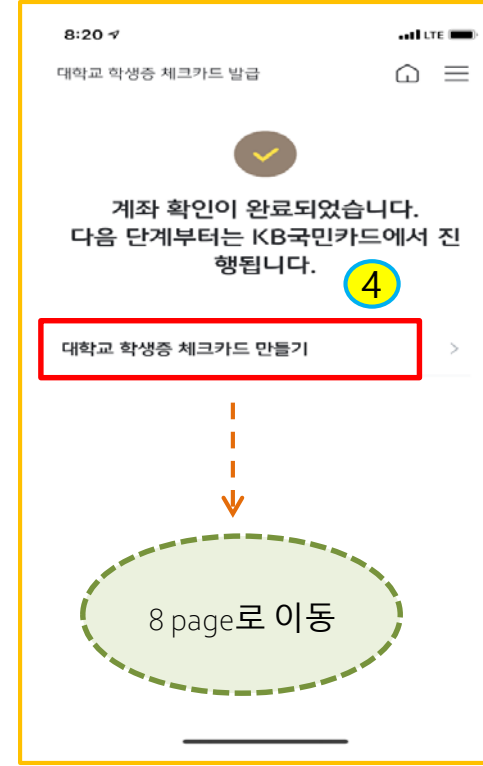 8:20
LTE
대학교 학생증 체크카드 발급
계좌 확인이 완료되었습니다.
다음 단계부터는 KB국민카드에서 진
행됩니다.
4
대학교 학생증 체크카드 만들기
8 page로 이동